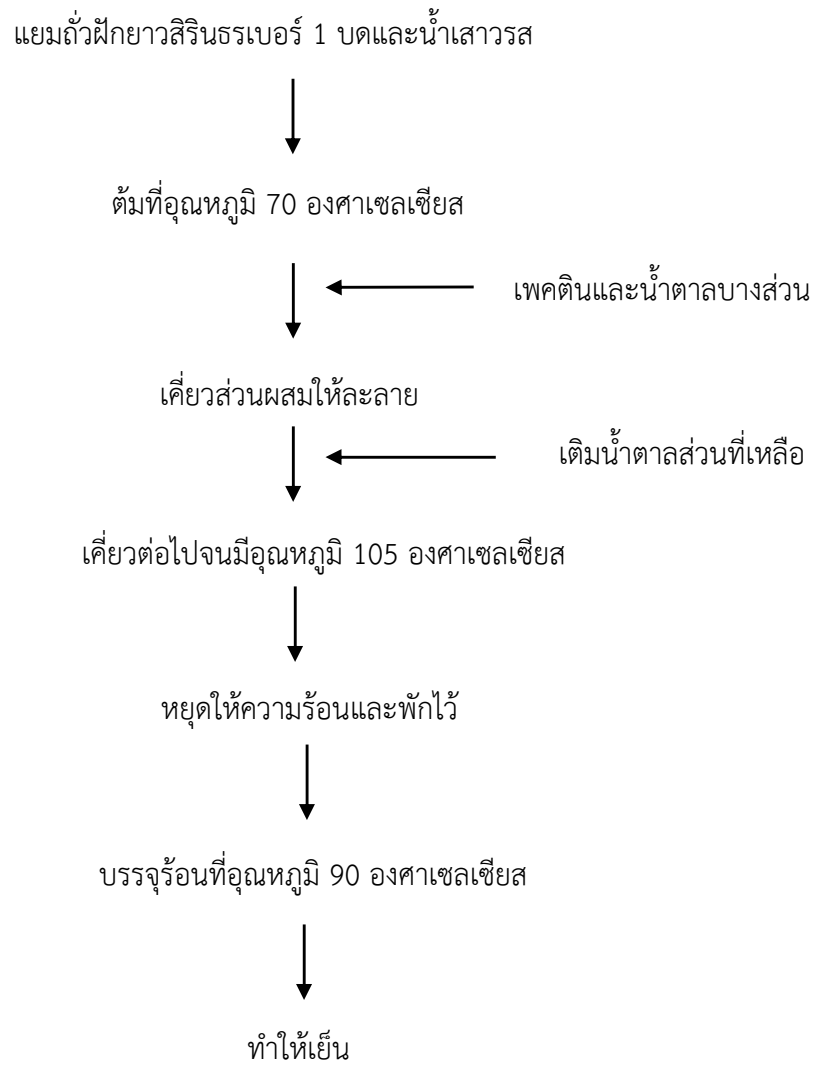 แยมถั่วฝักยาวสิรินธรเบอร์ 1 บดและน้ำเสาวรส
ต้มที่อุณหภูมิ 70 องศาเซลเซียส
เพคตินและน้ำตาลบางส่วน
เคี่ยวส่วนผสมให้ละลาย
เติมน้ำตาลส่วนที่เหลือ
เคี่ยวต่อไปจนมีอุณหภูมิ 105 องศาเซลเซียส
หยุดให้ความร้อนและพักไว้
บรรจุร้อนที่อุณหภูมิ 90 องศาเซลเซียส
ทำให้เย็น